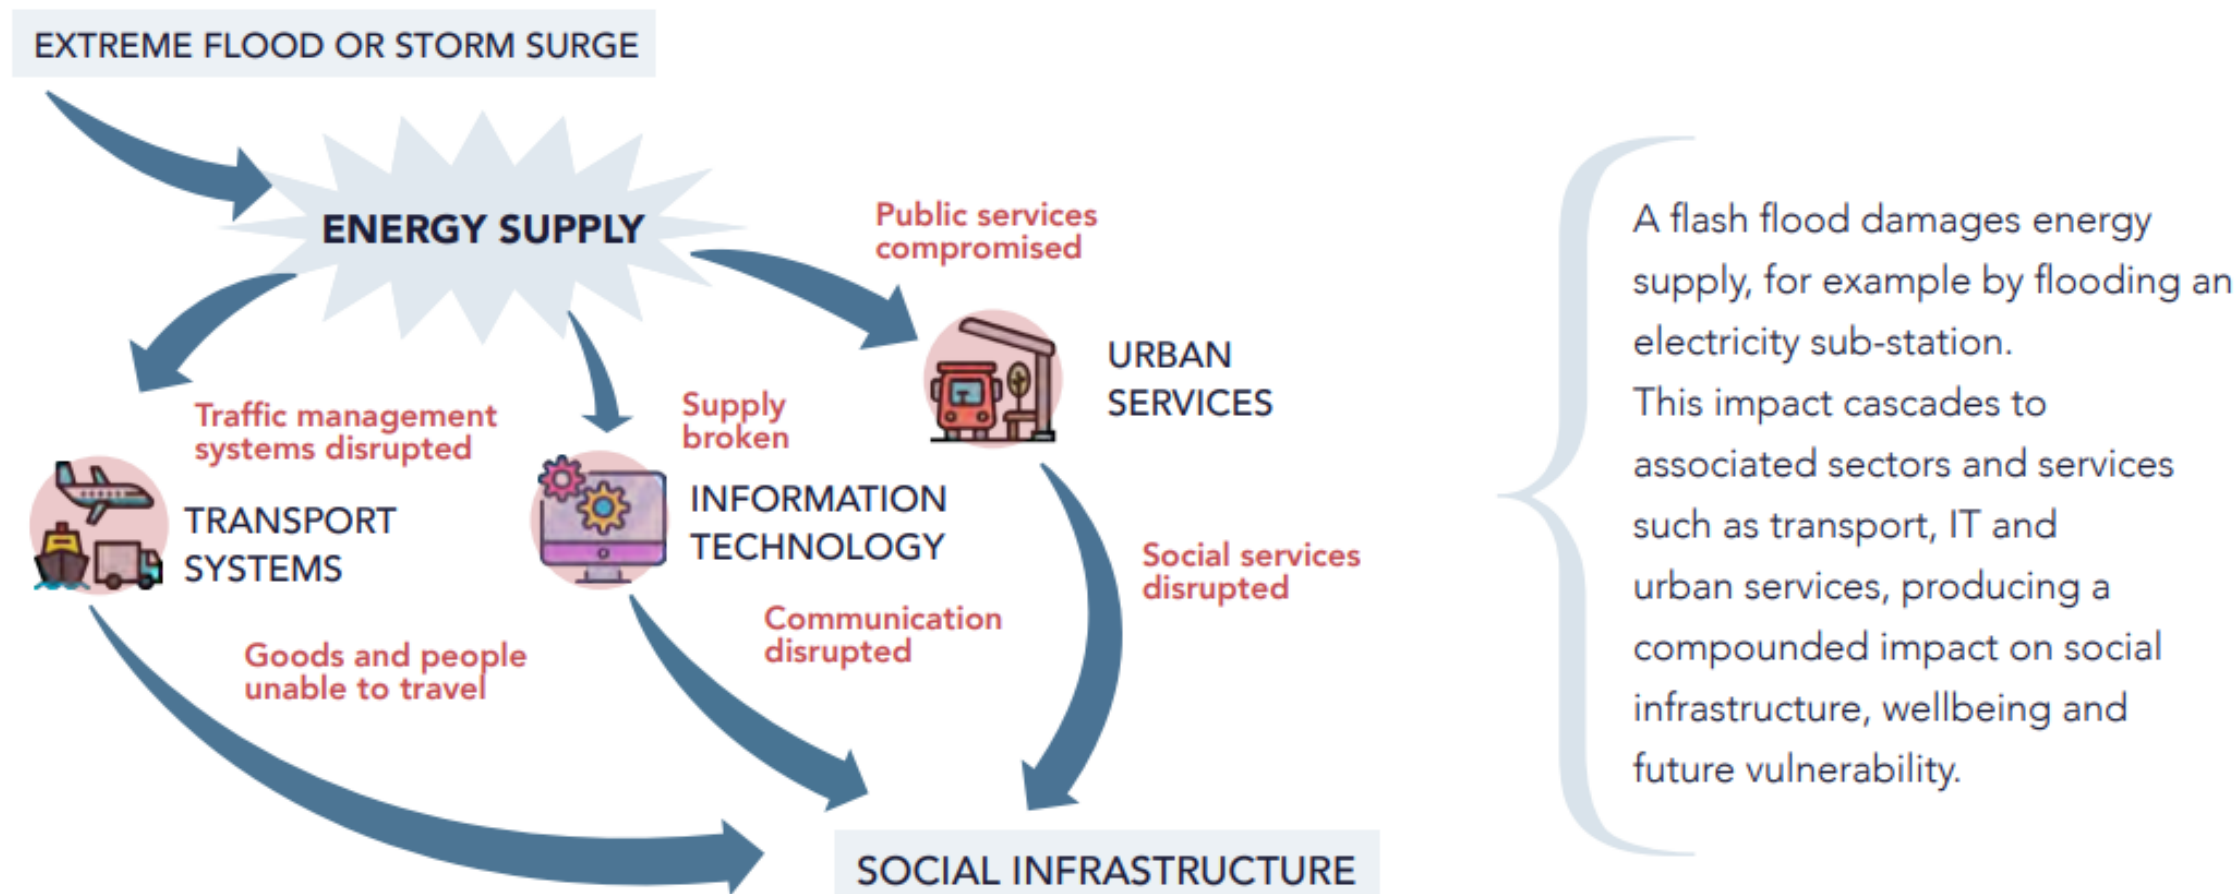 EXTREME FLOOD OR STORM SURGE
ENERGY SUPPLY
Public services
compromised
URBAN
SERVICES
Traffic management
systems disrupted
Supply
broken
TRANSPORT
SYSTEMS
INFORMATION
TECHNOLOGY
Social services
disrupted
Goods and people
unable to travel
Communication
disrupted
SOCIAL INFRASTRUCTURE
A flash flood damages energy
supply, for example by flooding an
electricity sub-station.
This impact cascades to
associated sectors and services
such as transport, IT and
urban services, producing a
compounded impact on social
infrastructure, wellbeing and
future vulnerability.